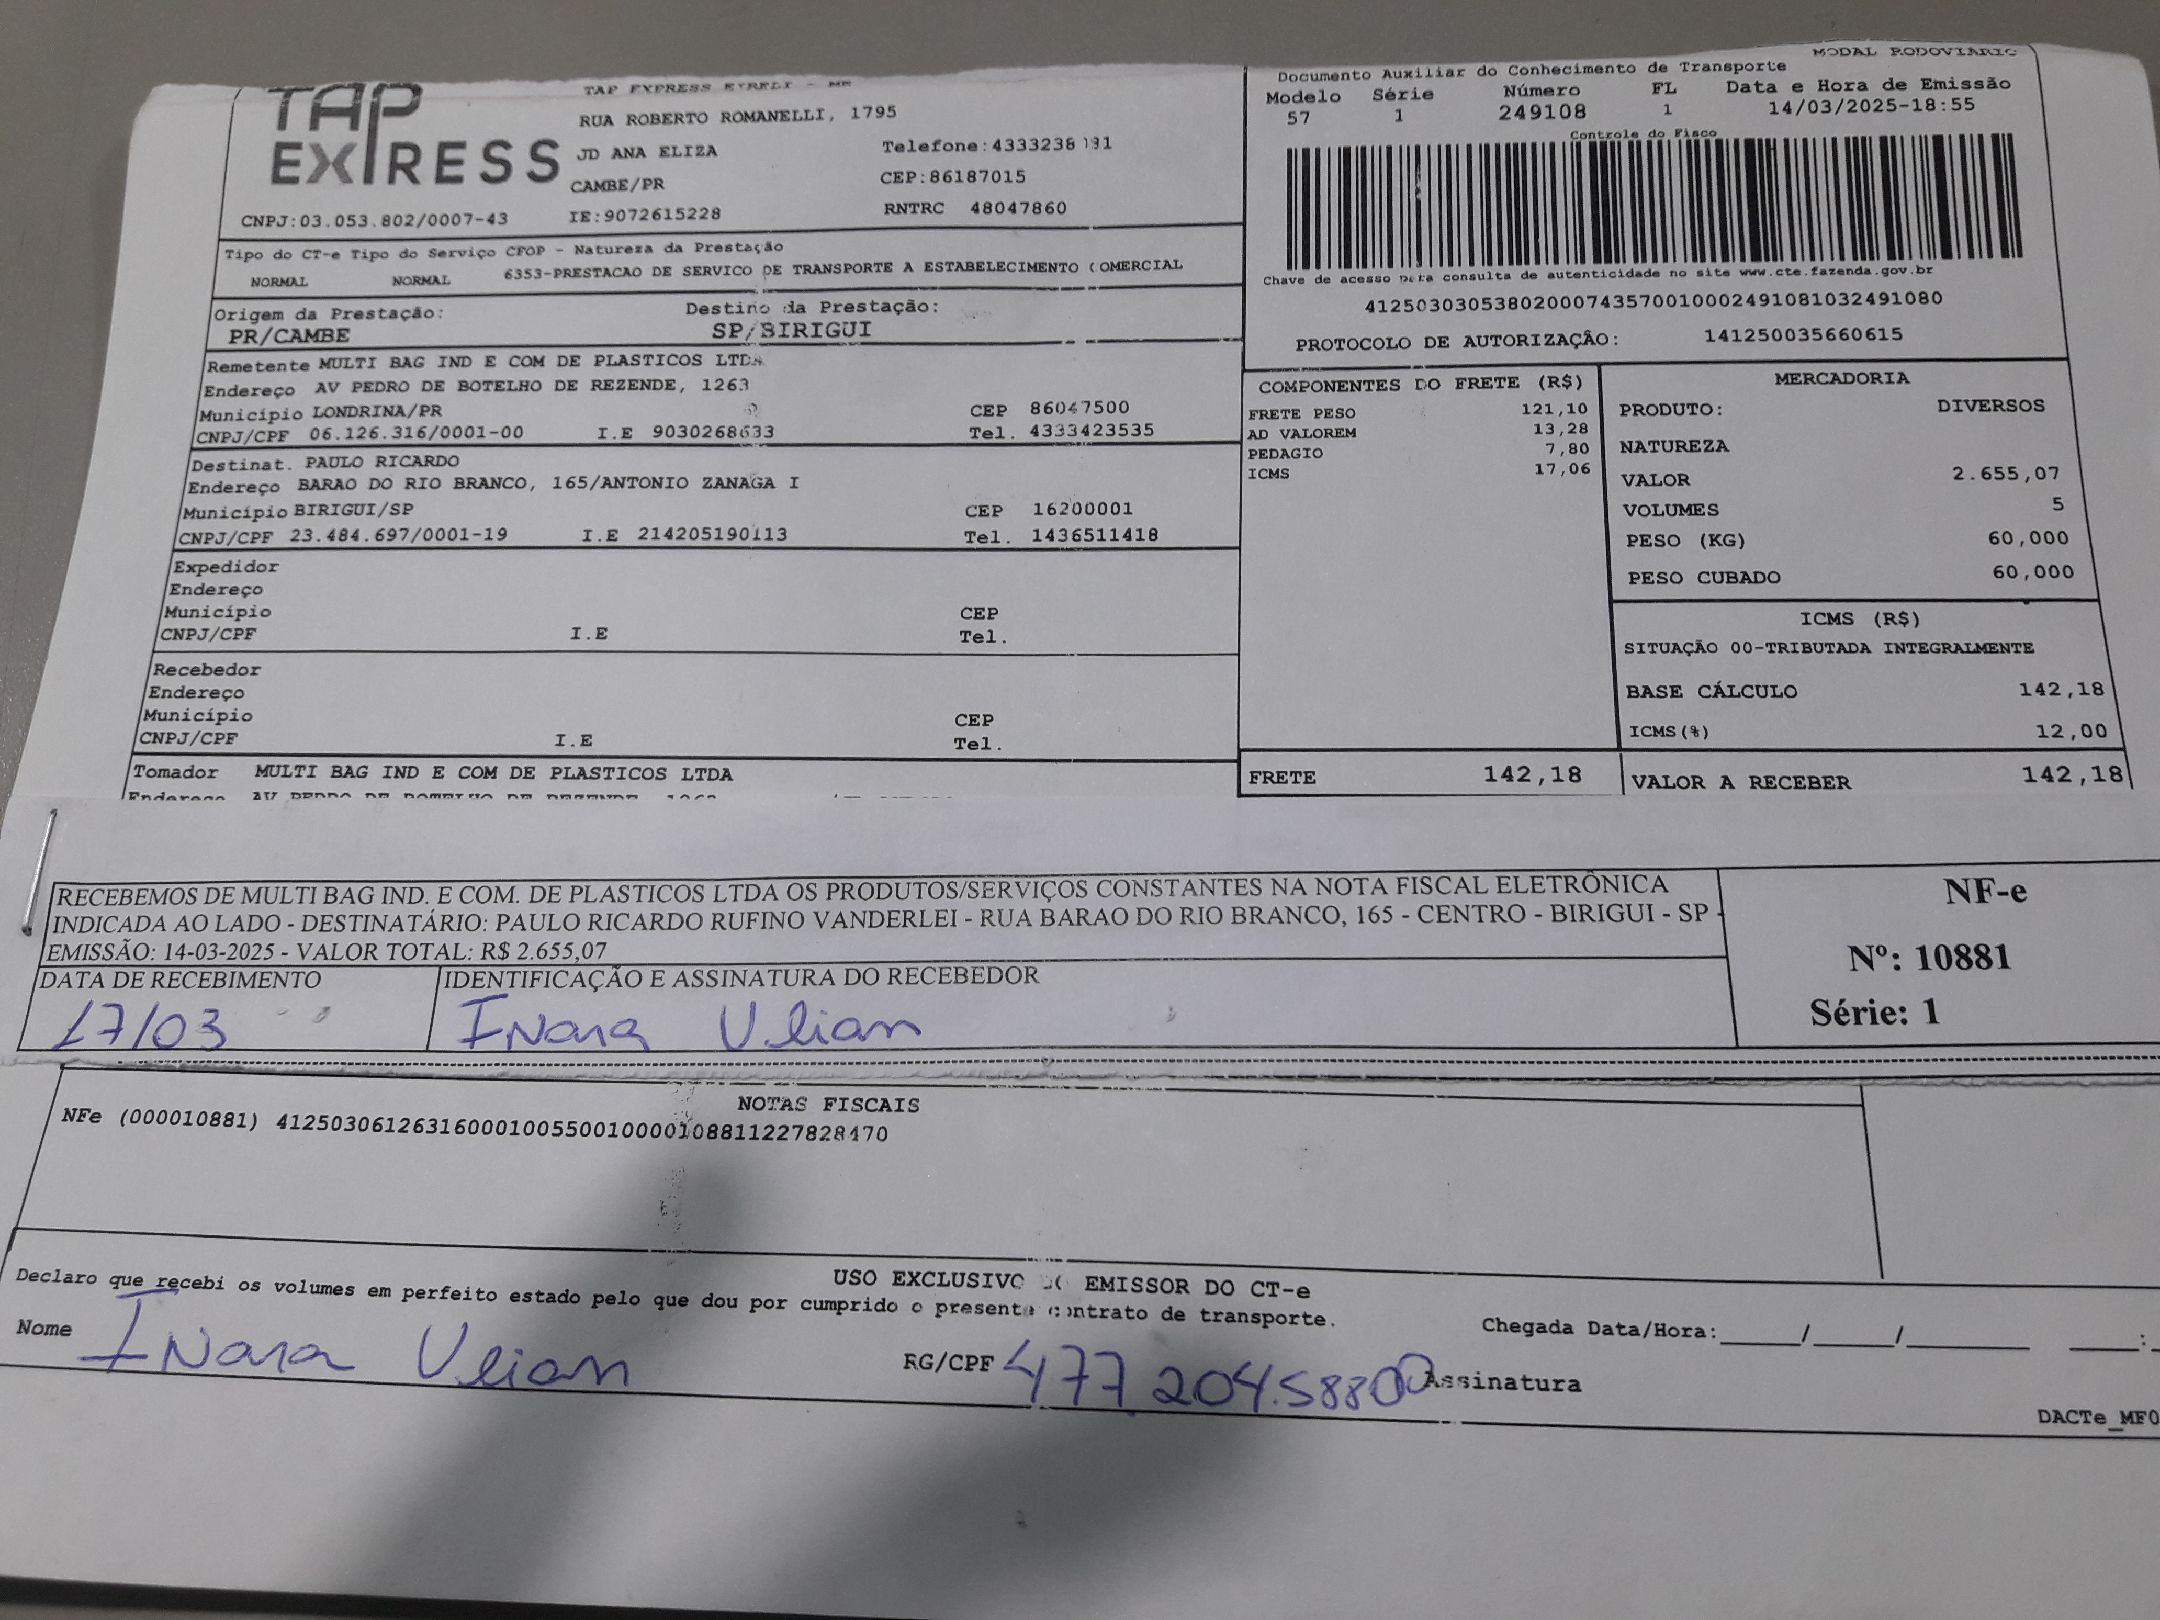 TAP EXPRESS
TAP EXPRESS EIRELI - ME
RUA ROBERTO ROMANELLI, 1795
JD ANA ELIZA
Telefone:4333238
CAMBE/PR
CEP:86187015
CNPJ:03.053.802/0007-43
IE:9072615228
RNTRC 48047860
MODAL RODOVIÁRIO
Documento Auxiliar do Conhecimento de Transporte
Modelo Série Número FL Data e Hora de Emissão
57 1 249108 1 14/03/2025-18:55
Controle do Fisco
Chave de acesso para consulta de autenticidade no site www.cte.fazenda.gov.br
41250303053802000743570010002491081032491080
PROTOCOLO DE AUTORIZAÇÃO: 141250035660615
Tipo do CT-e Tipo do Serviço CFOP - Natureza da Prestação
NORMAL NORMAL 6353-PRESTACAO DE SERVICO DE TRANSPORTE A ESTABELECIMENTO COMERCIAL
Origem da Prestação: Destino da Prestação:
PR/CAMBE SP/BIRIGUI
Remetente MULTI BAG IND E COM DE PLASTICOS LTDA
Endereço AV PEDRO DE BOTELHO DE REZENDE, 1263
Município LONDRINA/PR CEP 86047500
CNPJ/CPF 06.126.316/0001-00 I.E 9030268633 Tel. 4333423535
Destinat. PAULO RICARDO
Endereço BARAO DO RIO BRANCO, 165/ANTONIO ZANAGA I
Município BIRIGUI/SP CEP 16200001
CNPJ/CPF 23.484.697/0001-19 I.E 214205190113 Tel. 1436511418
Expedidor
Endereço
Município CEP
CNPJ/CPF I.E Tel.
Recebedor
Endereço
Município CEP
CNPJ/CPF I.E Tel.
Tomador MULTI BAG IND E COM DE PLASTICOS LTDA
Endereço AV PEDRO DE BOTELHO DE REZENDE, 1263
COMPONENTES DO FRETE (R$)
FRETE PESO 121,10
AD VALOREM 13,28
PEDAGIO 7,80
ICMS 17,06
MERCADORIA
PRODUTO: DIVERSOS
NATUREZA
VALOR 2.655,07
VOLUMES 5
PESO (KG) 60,000
PESO CUBADO 60,000
ICMS (R$)
SITUAÇÃO 00-TRIBUTADA INTEGRALMENTE
BASE CÁLCULO 142,18
ICMS(%) 12,00
FRETE 142,18
VALOR A RECEBER 142,18
RECEBEMOS DE MULTI BAG IND. E COM. DE PLASTICOS LTDA OS PRODUTOS/SERVIÇOS CONSTANTES NA NOTA FISCAL ELETRÔNICA
INDICADA AO LADO - DESTINATÁRIO: PAULO RICARDO RUFINO VANDERLEI - RUA BARAO DO RIO BRANCO, 165 - CENTRO - BIRIGUI - SP -
EMISSÃO: 14-03-2025 - VALOR TOTAL: R$ 2.655,07
DATA DE RECEBIMENTO
17/03
IDENTIFICAÇÃO E ASSINATURA DO RECEBEDOR
INara Ulian
NF-e
Nº: 10881
Série: 1
NOTAS FISCAIS
NFe (000010881) 41250306126316000100550010000108811227828470
USO EXCLUSIVO DO EMISSOR DO CT-e
Declaro que recebi os volumes em perfeito estado pelo que dou por cumprido o presente contrato de transporte.
Nome INara Ulian
RG/CPF 477 204.58800
Chegada Data/Hora:_____/_____/_______ ____:
Assinatura
DACTe_MF0